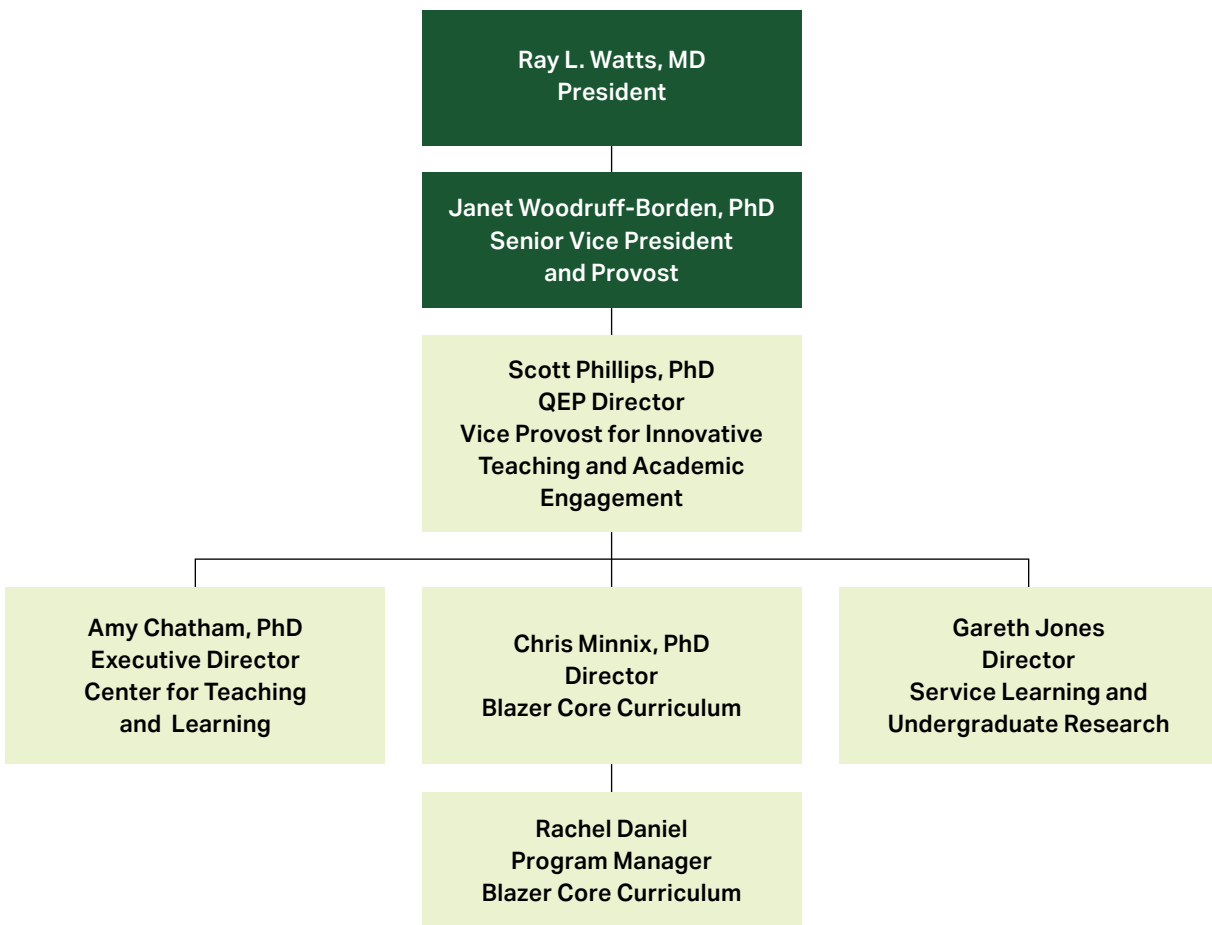 Ray L. Watts, MD
President
Janet Woodruff-Borden, PhD
Senior Vice President
and Provost
Scott Phillips, PhD
QEP Director
Vice Provost for Innovative
Teaching and Academic
Engagement
Amy Chatham, PhD
Executive Director
Center for Teaching
and Learning
Chris Minnix, PhD
Director
Blazer Core Curriculum
Gareth Jones
Director
Service Learning and
Undergraduate Research
Rachel Daniel
Program Manager
Blazer Core Curriculum